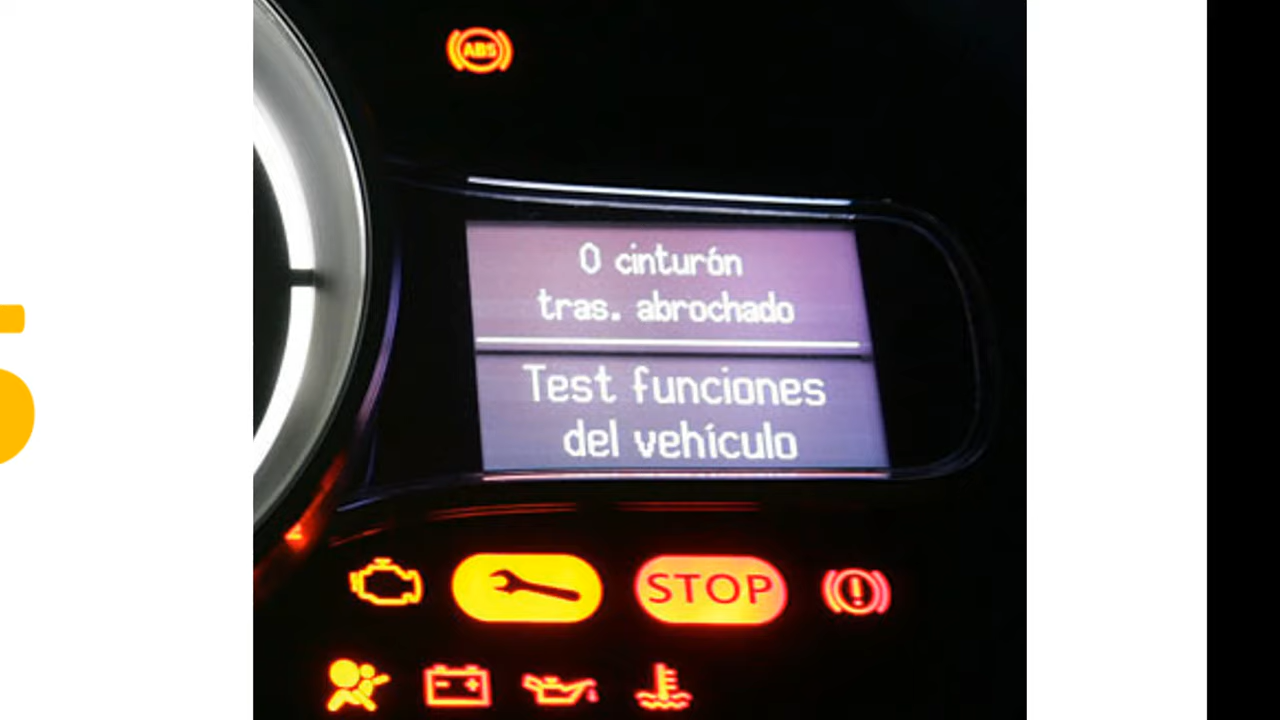 ABS
0 cinturón
tras. abrochado
Test funciones
del vehículo
STOP